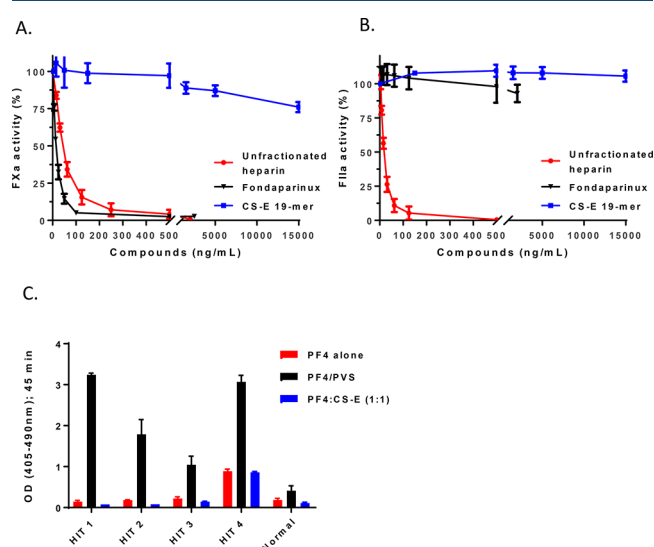 A.
B.
100
75
50
25
0
FXa activity (%)
Unfractionated
heparin
Fondaparinux
CS-E 19-mer
0 100 200 300 400 500 5000 10000 15000
Compounds (ng/mL)
100
75
50
25
0
FIIa activity (%)
Unfractionated
heparin
Fondaparinux
CS-E 19-mer
0 100 200 300 400 500 5000 10000 15000
Compounds (ng/mL)
C.
4
3
2
1
0
OD (405-490nm); 45 min
PF4 alone
PF4/PVS
PF4:CS-E (1:1)
HIT 1
HIT 2
HIT 3
HIT 4
Normal